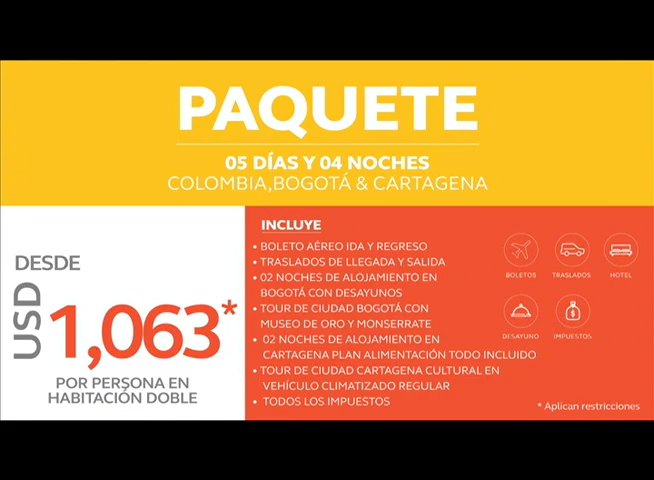 PAQUETE
05 DÍAS Y 04 NOCHES
COLOMBIA,BOGOTÁ & CARTAGENA
DESDE
USD
1,063*
POR PERSONA EN
HABITACIÓN DOBLE
INCLUYE
• BOLETO AÉREO IDA Y REGRESO
• TRASLADOS DE LLEGADA Y SALIDA
• 02 NOCHES DE ALOJAMIENTO EN
BOGOTÁ CON DESAYUNOS
• TOUR DE CIUDAD BOGOTÁ CON
MUSEO DE ORO Y MONSERRATE
• 02 NOCHES DE ALOJAMIENTO EN
CARTAGENA PLAN ALIMENTACIÓN TODO INCLUIDO
• TOUR DE CIUDAD CARTAGENA CULTURAL EN
VEHÍCULO CLIMATIZADO REGULAR
• TODOS LOS IMPUESTOS
BOLETOS TRASLADOS HOTEL
DESAYUNO IMPUESTOS
* Aplican restricciones